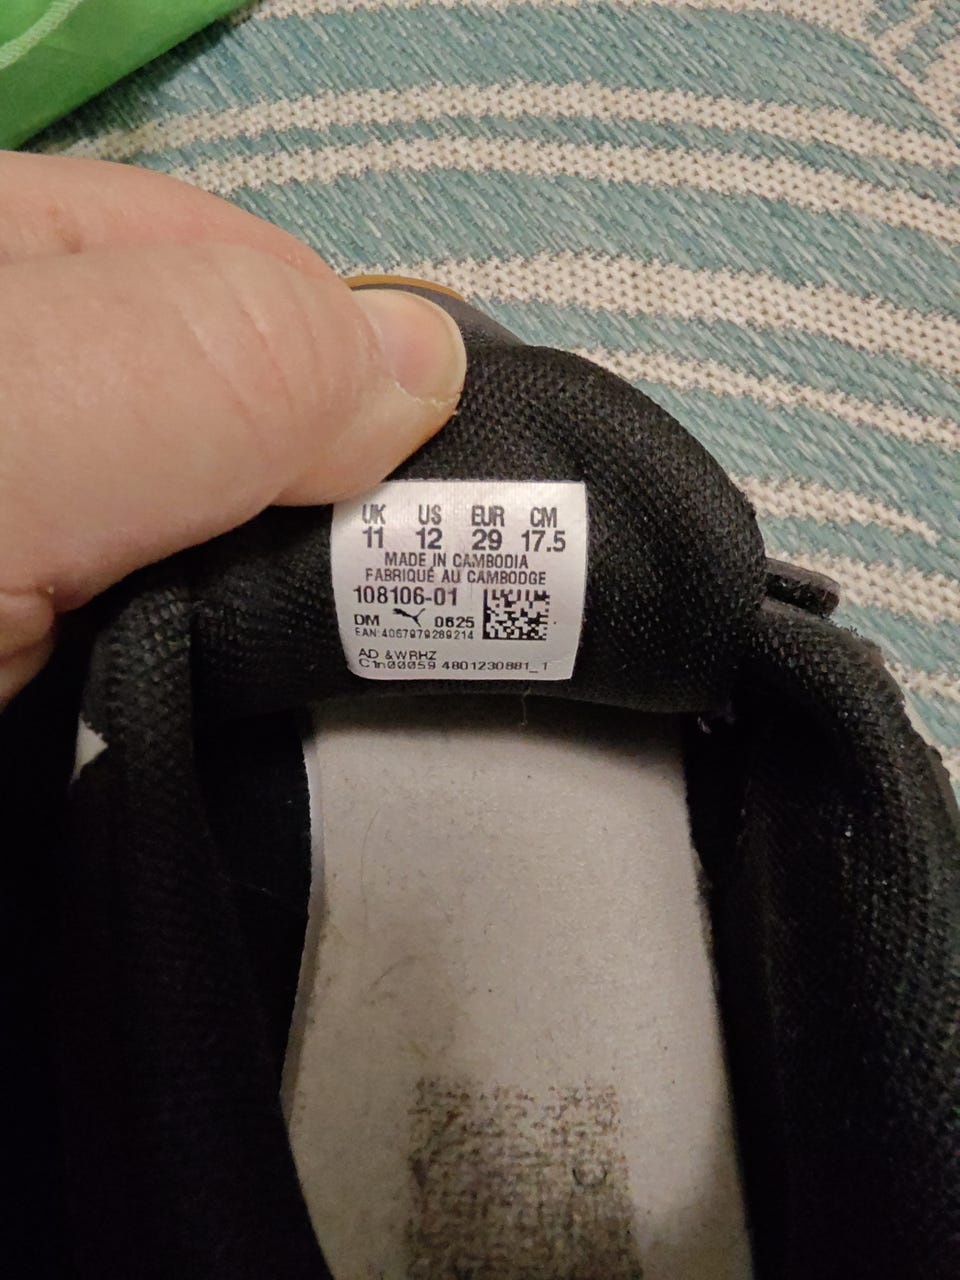 UK US EUR CM
11 12 29 17.5
MADE IN CAMBODIA
FABRIQUÉ AU CAMBODGE
108106-01
DM 0625
EAN:4067979289214
AD &WRHZ
C1n00059 4801230881_1